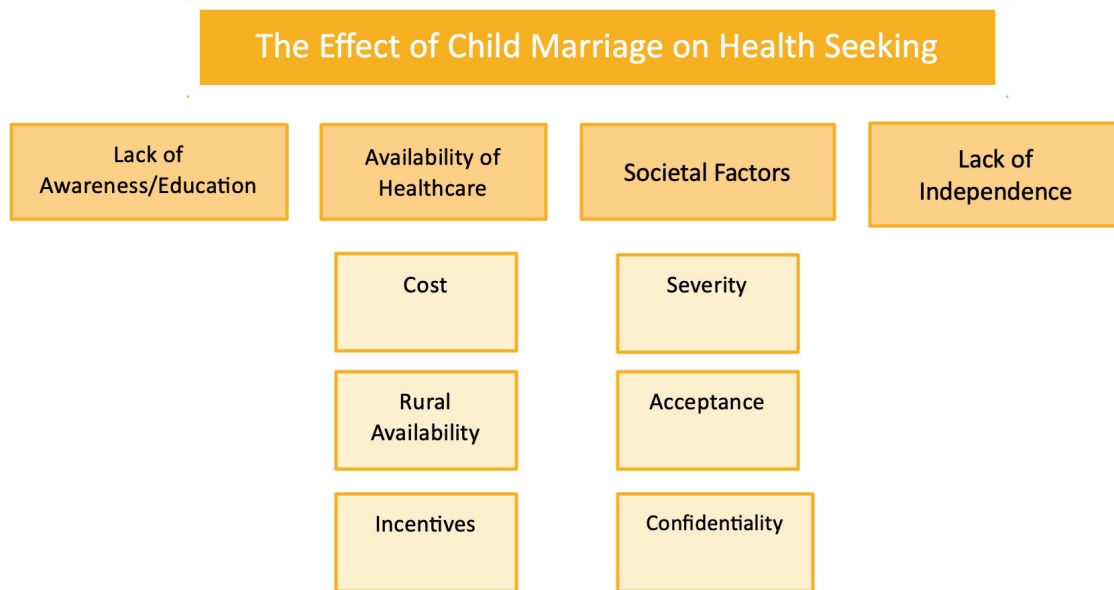 The Effect of Child Marriage on Health Seeking
Lack of
Awareness/Education
Availability of
Healthcare
Societal Factors
Lack of
Independence
Cost
Severity
Rural
Availability
Acceptance
Incentives
Confidentiality